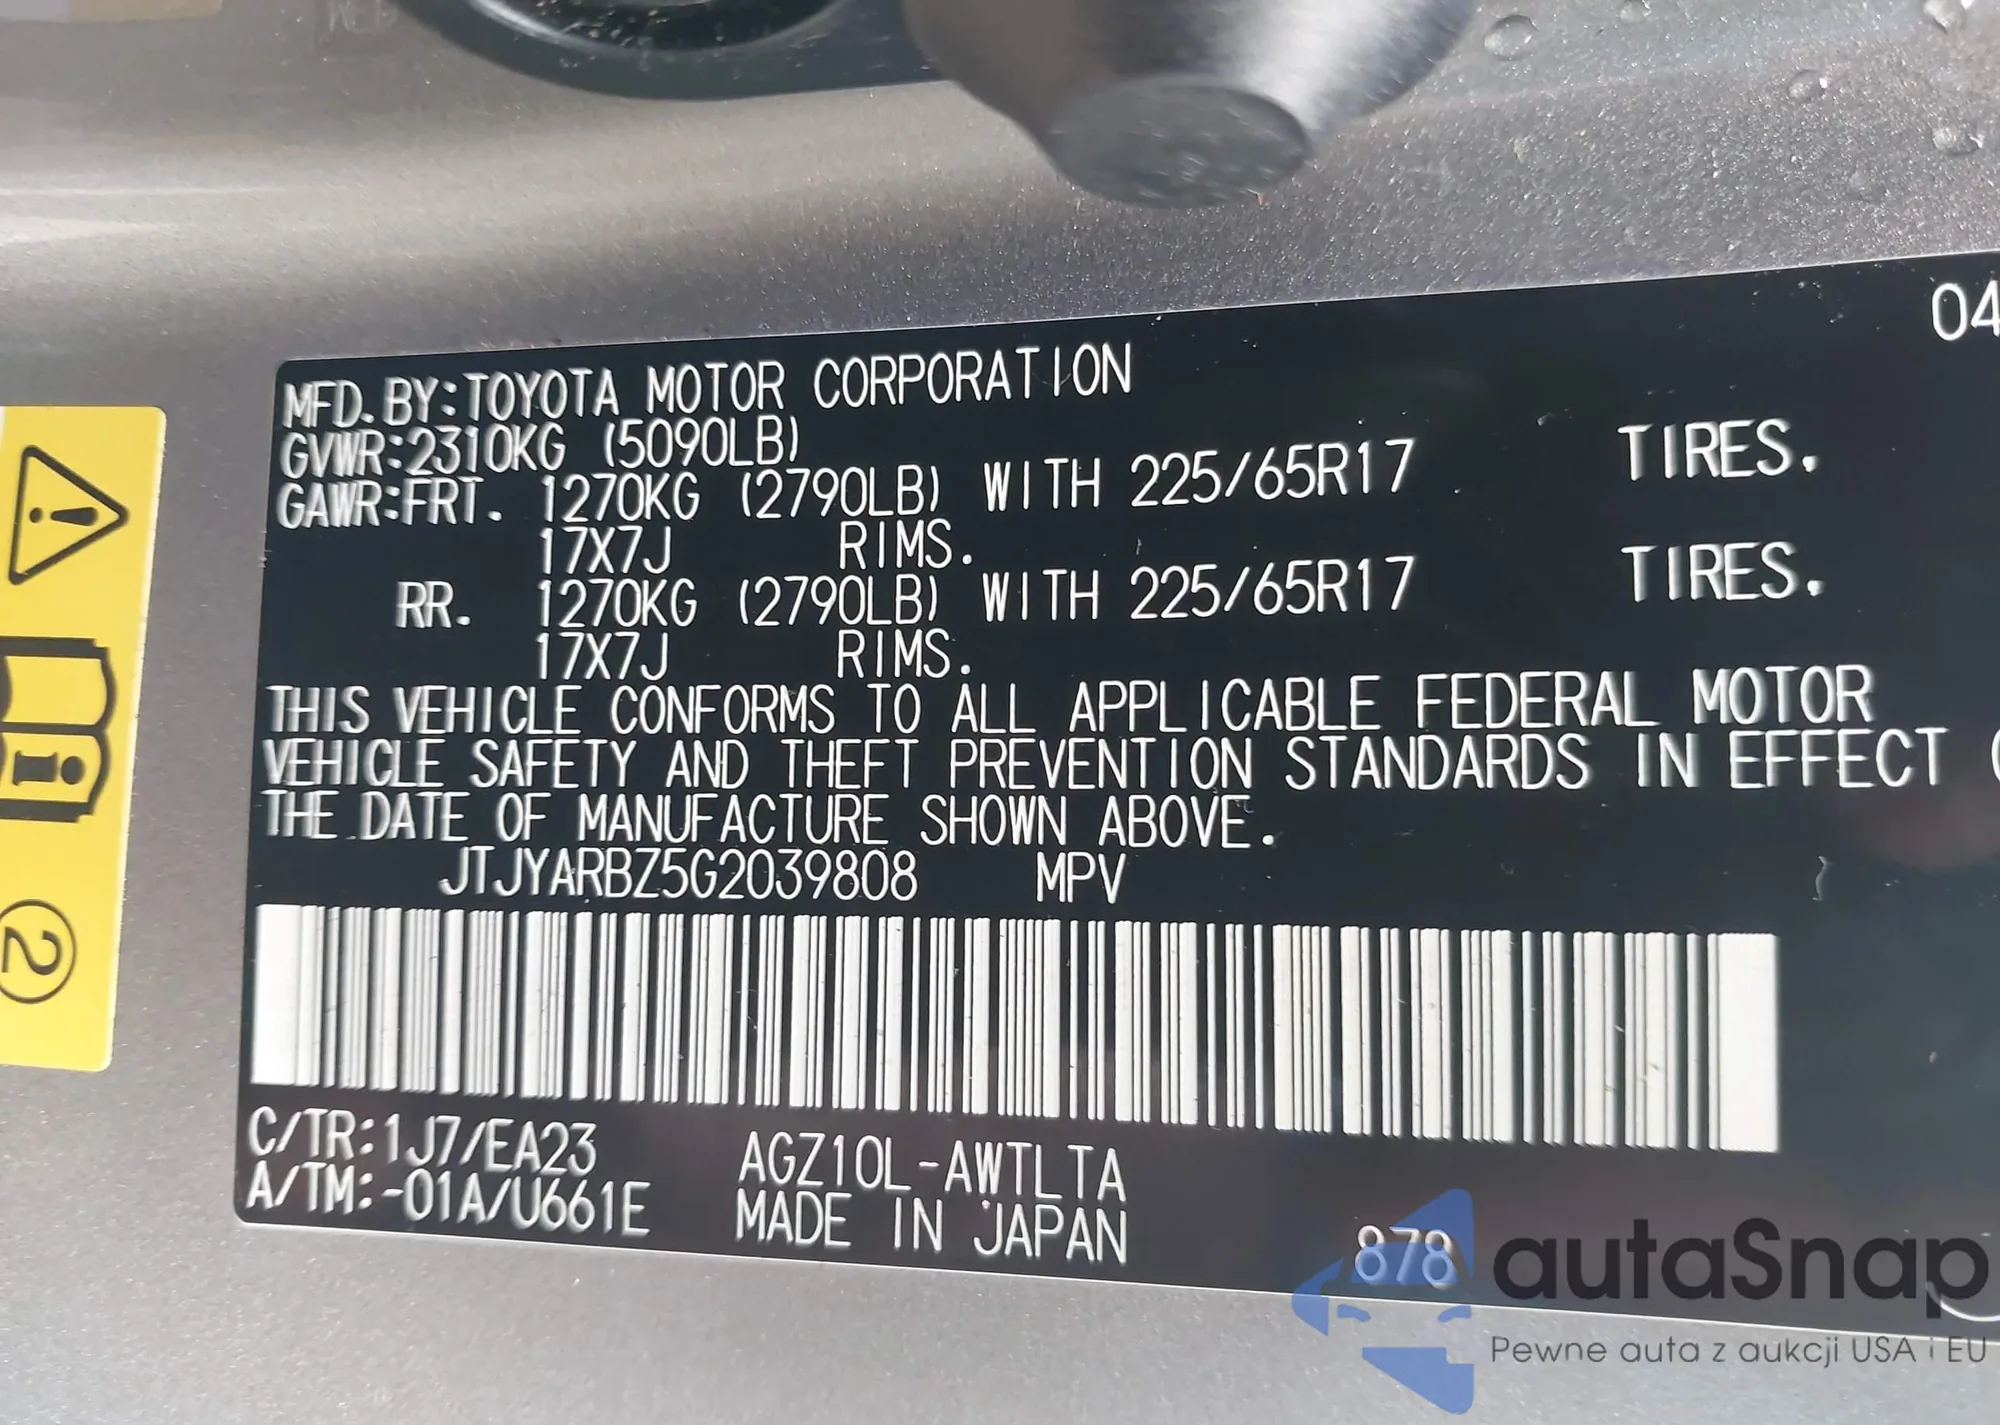 04
MFD.BY:TOYOTA MOTOR CORPORATION
GVWR:2310KG (5090LB)
GAWR:FRT. 1270KG (2790LB) WITH 225/65R17 TIRES.
17X7J RIMS.
RR. 1270KG (2790LB) WITH 225/65R17 TIRES.
17X7J RIMS.
THIS VEHICLE CONFORMS TO ALL APPLICABLE FEDERAL MOTOR
VEHICLE SAFETY AND THEFT PREVENTION STANDARDS IN EFFECT (
THE DATE OF MANUFACTURE SHOWN ABOVE.
JTJYARBZ5G2039808 MPV
C/TR:1J7/EA23 AGZ10L-AWTLTA
A/TM:-01A/U661E MADE IN JAPAN
878
2
autaSnap
Pewne auta z aukcji USA i EU